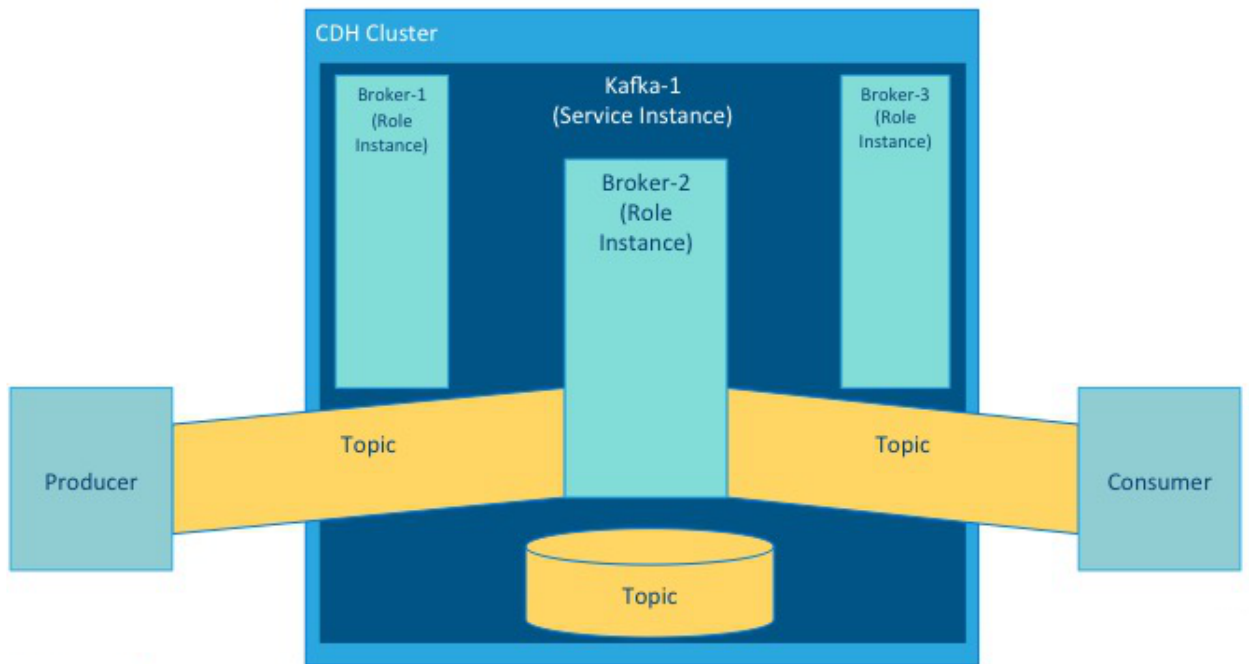 CDH Cluster
Broker-1
(Role
Instance)
Kafka-1
(Service Instance)
Broker-3
(Role
Instance)
Broker-2
(Role
Instance)
Producer
Topic
Topic
Consumer
Topic